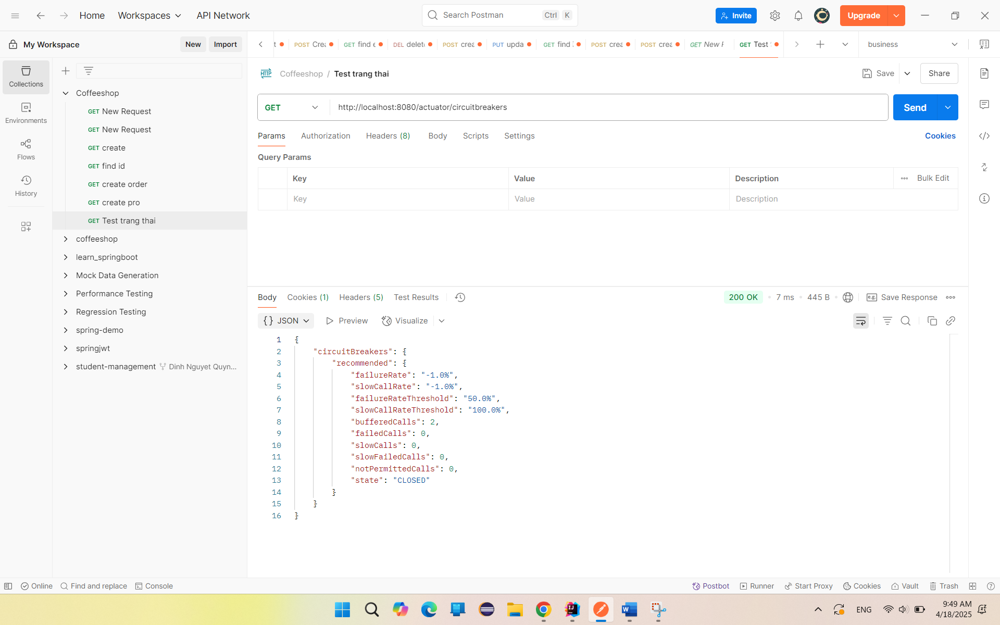 Home Workspaces API Network Search Postman Ctrl K Invite Upgrade
My Workspace New Import
t POST Crea GET find e DEL delet POST crea PUT upda GET find POST crea POST crea GET New F GET Test business
Collections
Environments
Flows
History
Coffeeshop
GET New Request
GET New Request
GET create
GET find id
GET create order
GET create pro
GET Test trang thai
coffeeshop
learn_springboot
Mock Data Generation
Performance Testing
Regression Testing
spring-demo
springjwt
student-management Dinh Nguyet Quyn...
HTTP Coffeeshop / Test trang thai Save Share
GET http://localhost:8080/actuator/circuitbreakers Send
Params Authorization Headers (8) Body Scripts Settings Cookies
Query Params
Key Value Description Bulk Edit
Key Value Description
Body Cookies (1) Headers (5) Test Results 200 OK 7 ms 445 B e.g. Save Response
{} JSON Preview Visualize
1 {
2 "circuitBreakers": {
3 "recommended": {
4 "failureRate": "-1.0%",
5 "slowCallRate": "-1.0%",
6 "failureRateThreshold": "50.0%",
7 "slowCallRateThreshold": "100.0%",
8 "bufferedCalls": 2,
9 "failedCalls": 0,
10 "slowCalls": 0,
11 "slowFailedCalls": 0,
12 "notPermittedCalls": 0,
13 "state": "CLOSED"
14 }
15 }
16 }
Online Find and replace Console Postbot Runner Start Proxy Cookies Vault Trash
ENG 9:49 AM
4/18/2025